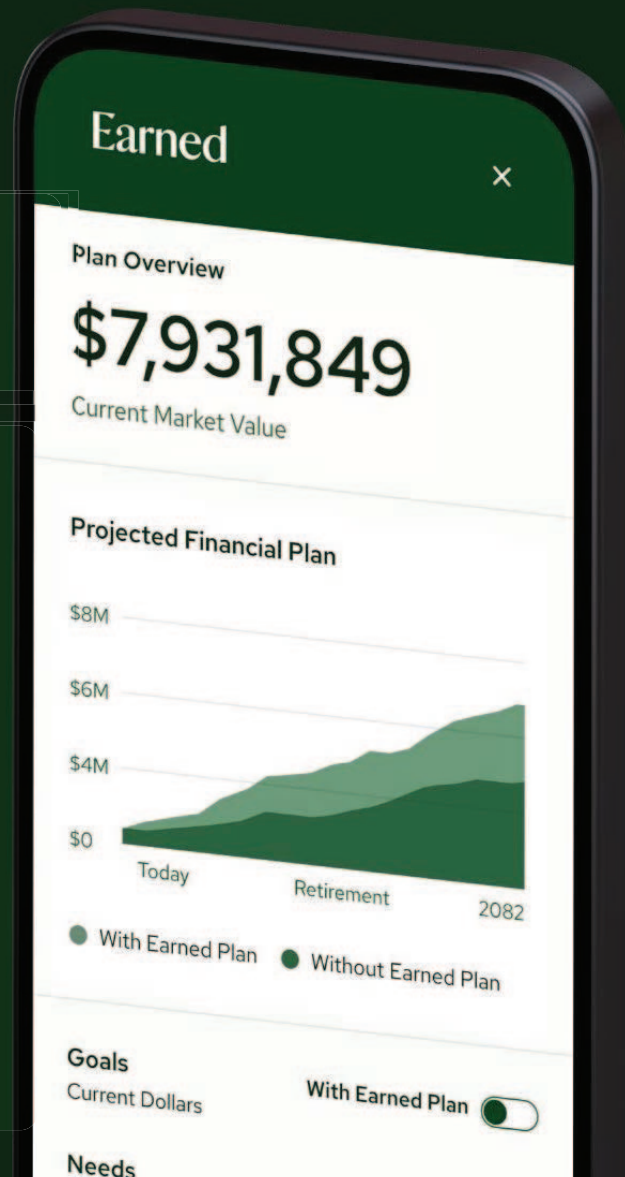 Earned
×
Plan Overview
$7,931,849
Current Market Value
Projected Financial Plan
$8M
$6M
$4M
$0
Today Retirement 2082
With Earned Plan Without Earned Plan
Goals
Current Dollars
With Earned Plan
Needs